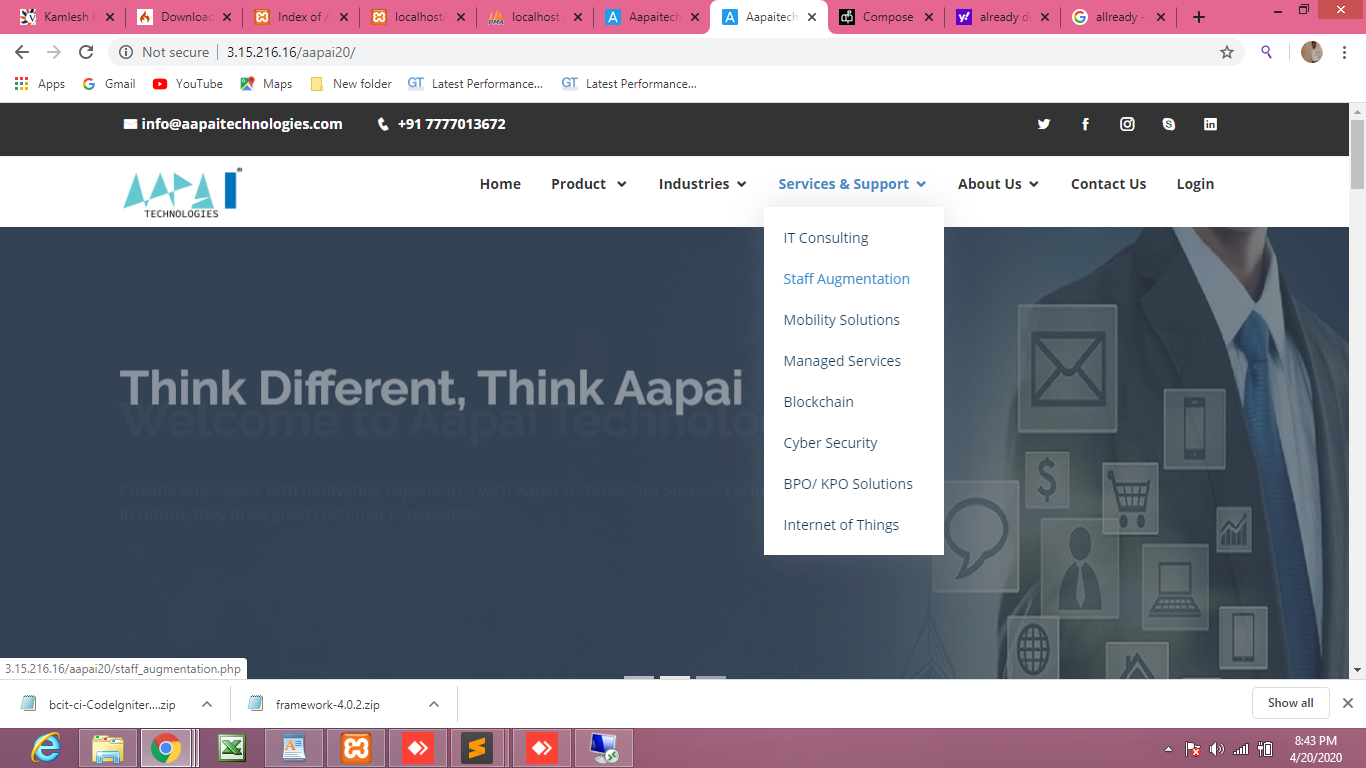 Kamlesh
Download
Index of /
localhost/
localhost
Aapaitech
Aapaitech
Compose
already d
allready -
Not secure
3.15.216.16/aapai20/
Apps
Gmail
YouTube
Maps
New folder
GT Latest Performance...
GT Latest Performance...
info@aapaitechnologies.com
+91 7777013672
AAPAI®
TECHNOLOGIES
Home
Product
Industries
Services & Support
About Us
Contact Us
Login
IT Consulting
Staff Augmentation
Mobility Solutions
Managed Services
Blockchain
Cyber Security
BPO/ KPO Solutions
Internet of Things
Think Different, Think Aapai
Welcome to Aapai Technolo
Provide employees with motivating experiences with Aapai Technologies
In return, they drive great customer experiences.
3.15.216.16/aapai20/staff_augmentation.php
bcit-ci-CodeIgniter....zip
framework-4.0.2.zip
Show all
8:43 PM
4/20/2020